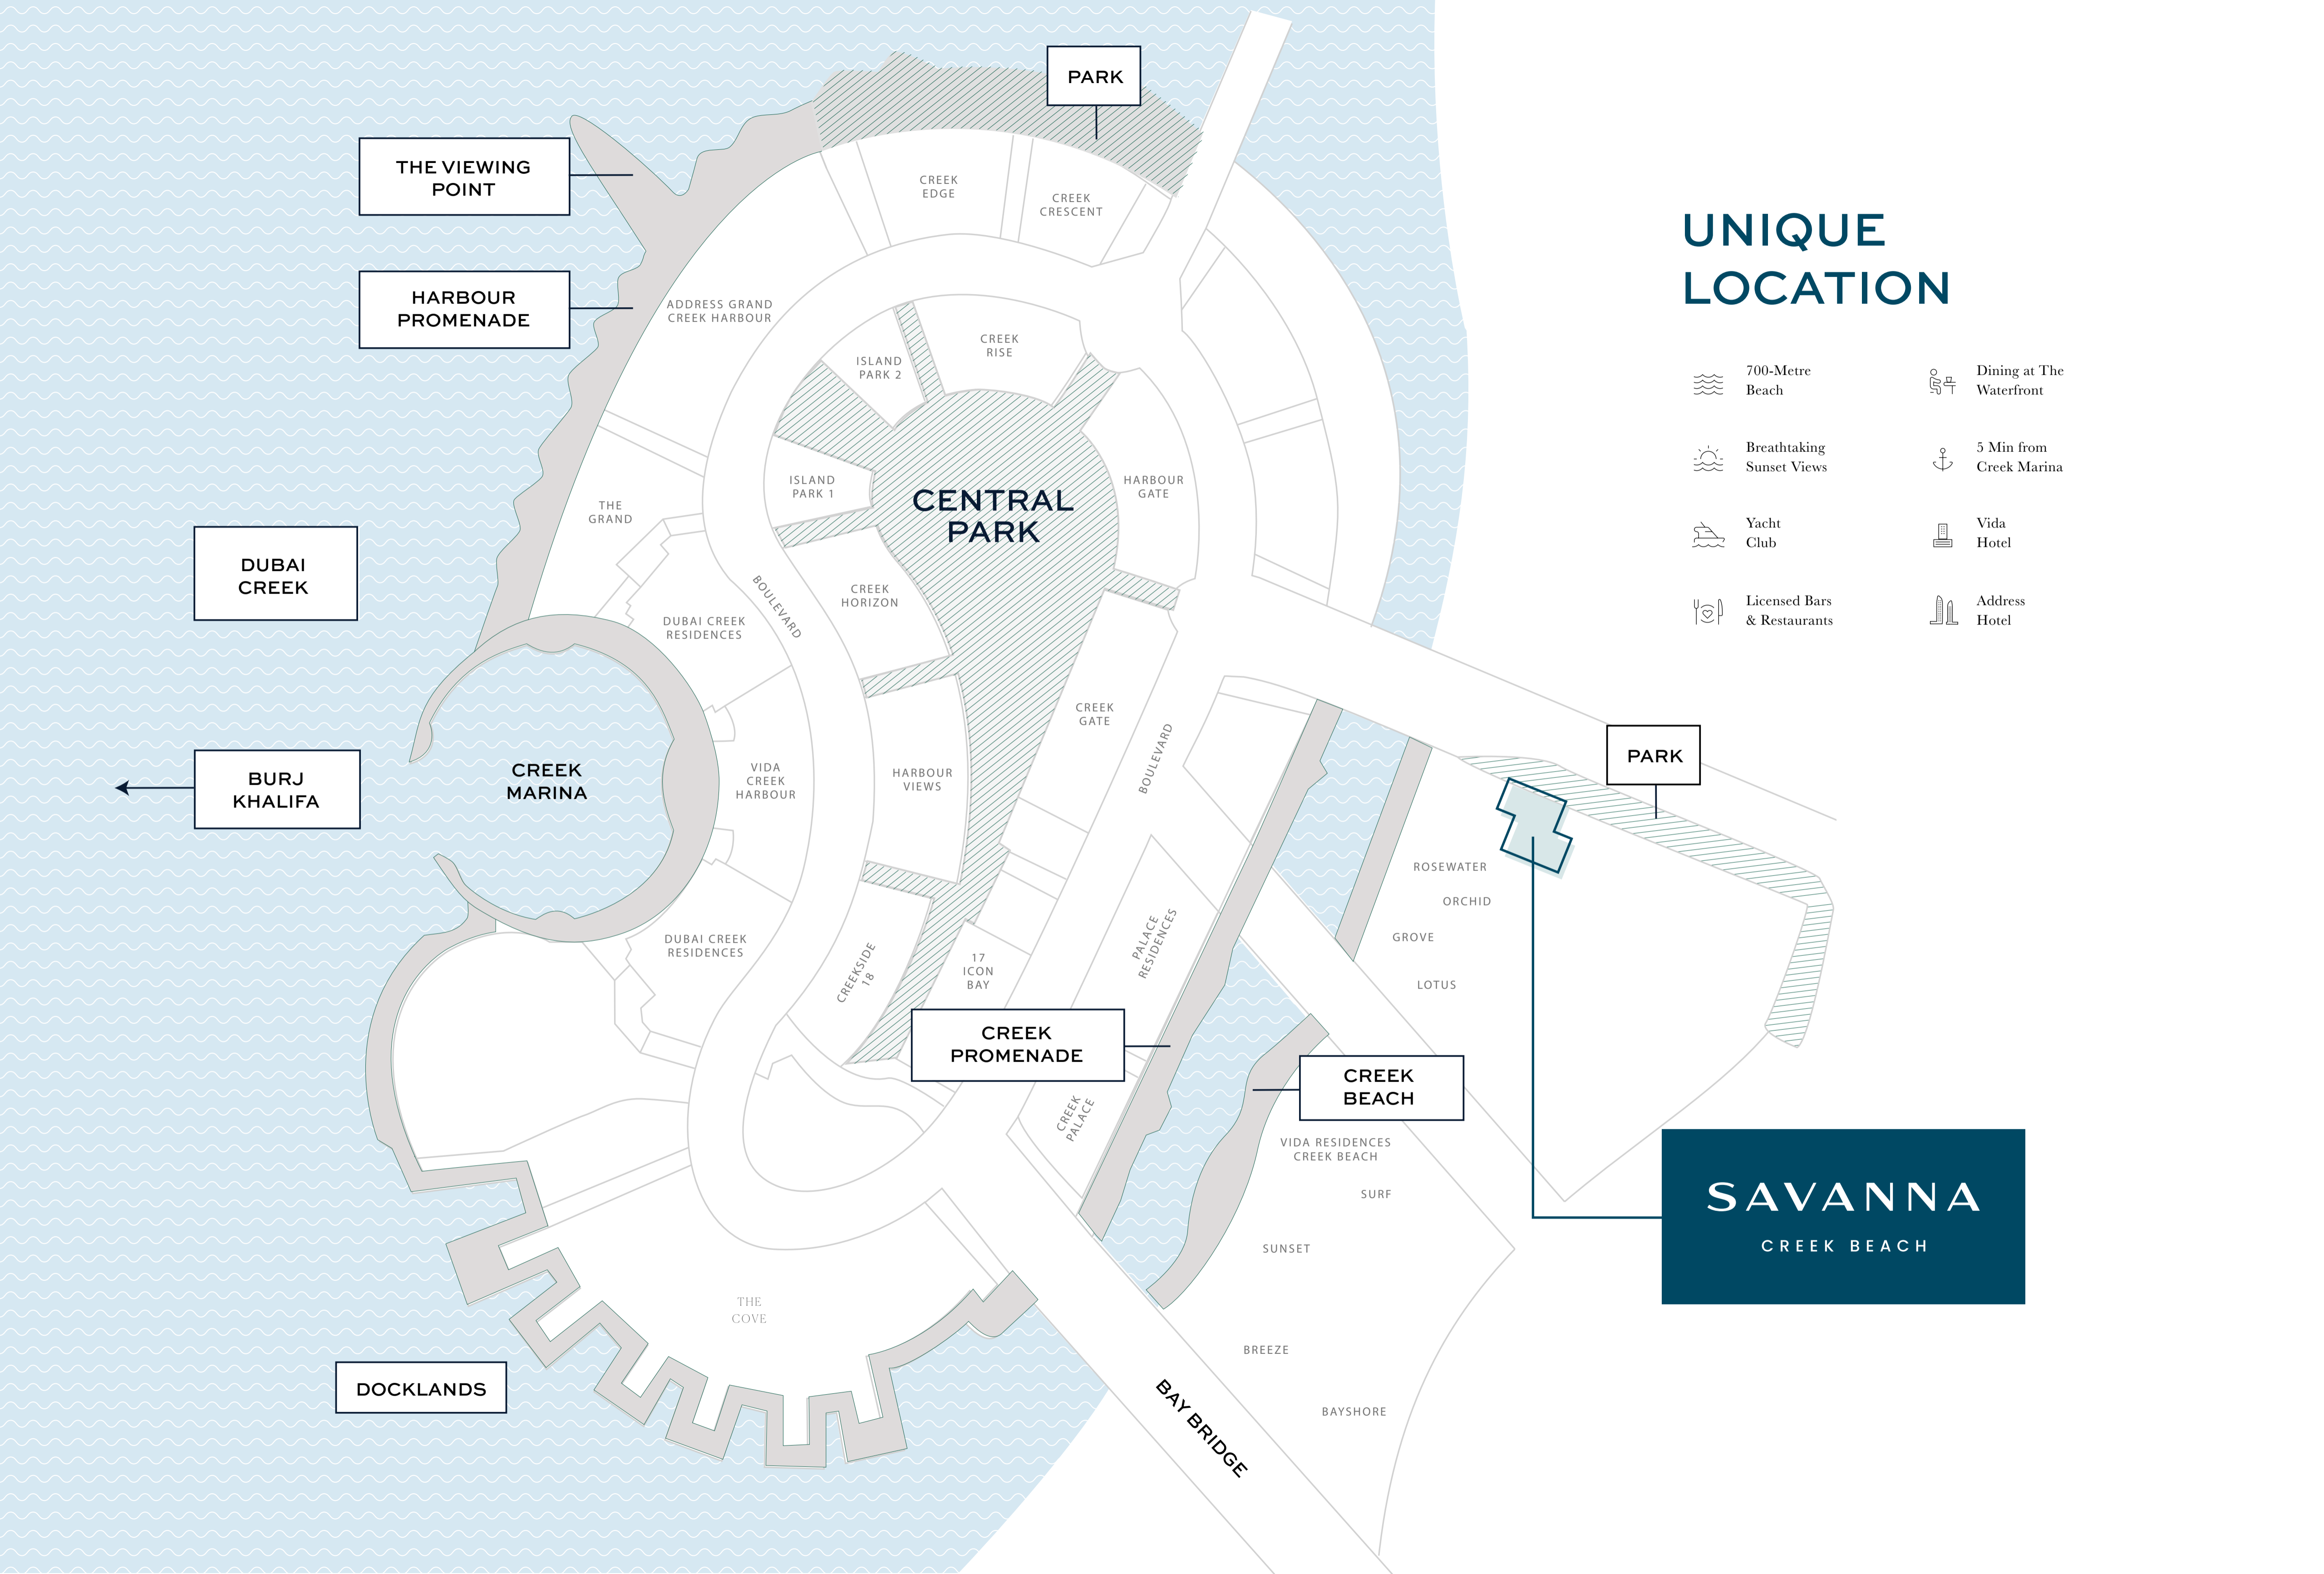 PARK
THE VIEWING
POINT
HARBOUR
PROMENADE
DUBAI
CREEK
BURJ
KHALIFA
CREEK
MARINA
DOCKLANDS
CREEK
EDGE
CREEK
CRESCENT
ADDRESS GRAND
CREEK HARBOUR
ISLAND
PARK 2
CREEK
RISE
ISLAND
PARK 1
THE
GRAND
CENTRAL
PARK
HARBOUR
GATE
BOULEVARD
CREEK
HORIZON
DUBAI CREEK
RESIDENCES
VIDA
CREEK
HARBOUR
HARBOUR
VIEWS
CREEK
GATE
BOULEVARD
DUBAI CREEK
RESIDENCES
CREEKSIDE
18
17
ICON
BAY
PALACE
RESIDENCES
CREEK
PROMENADE
CREEK
PALACE
CREEK
BEACH
VIDA RESIDENCES
CREEK BEACH
SURF
SUNSET
BREEZE
BAYSHORE
BAY BRIDGE
THE
COVE
PARK
ROSEWATER
ORCHID
GROVE
LOTUS
SAVANNA
CREEK BEACH
UNIQUE
LOCATION
700-Metre
Beach
Dining at The
Waterfront
Breathtaking
Sunset Views
5 Min from
Creek Marina
Yacht
Club
Vida
Hotel
Licensed Bars
& Restaurants
Address
Hotel